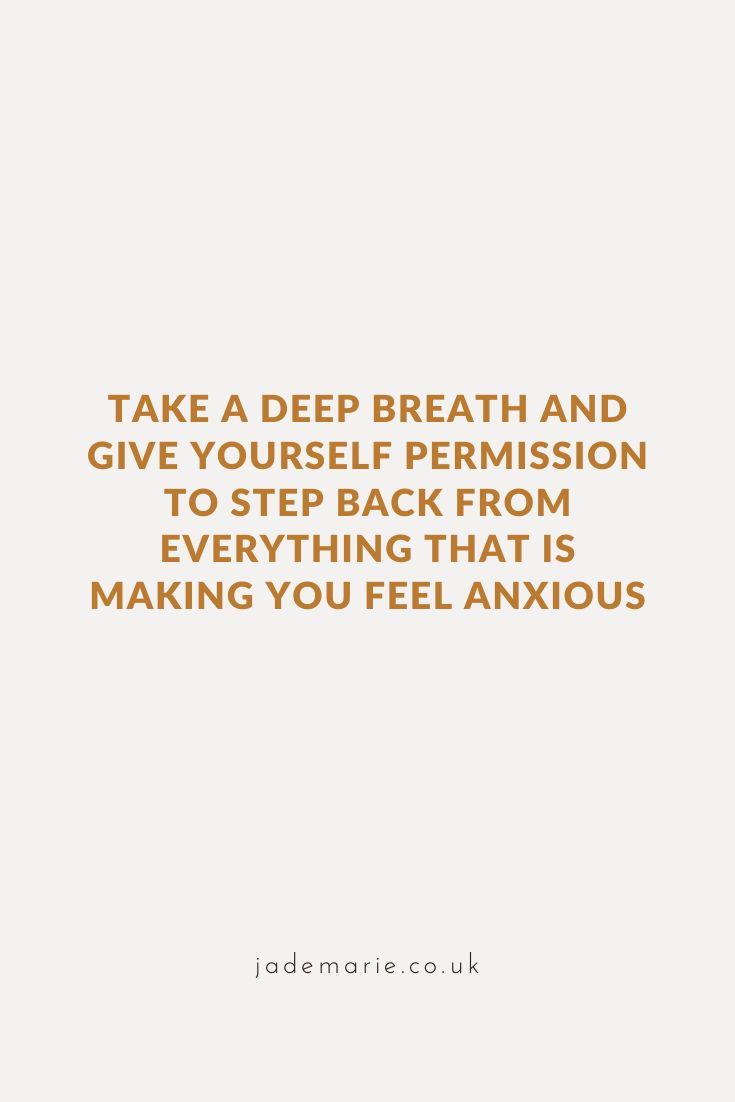 TAKE A DEEP BREATH AND
GIVE YOURSELF PERMISSION
TO STEP BACK FROM
EVERYTHING THAT IS
MAKING YOU FEEL ANXIOUS
jademarie.co.uk